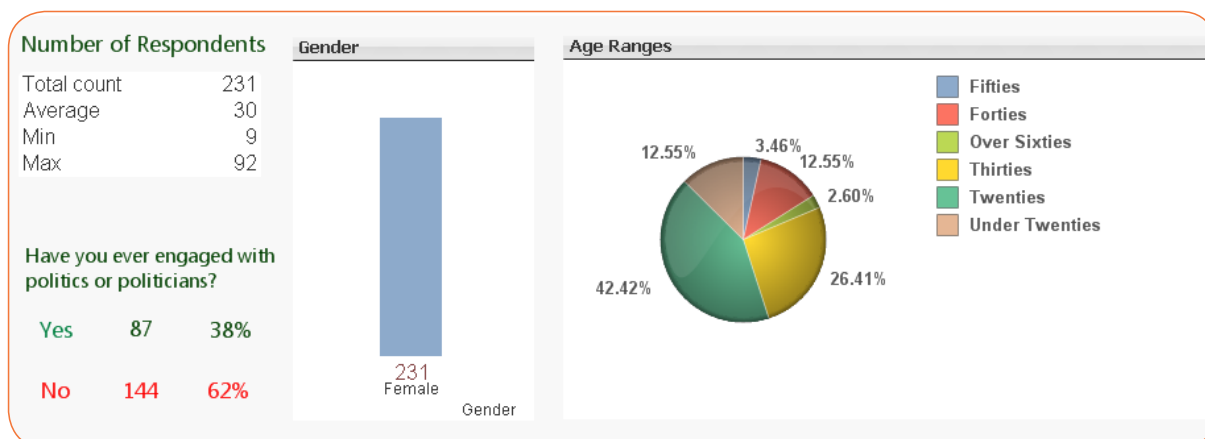 Number of Respondents
Total count 231
Average 30
Min 9
Max 92
Have you ever engaged with
politics or politicians?
Yes 87 38%
No 144 62%
Gender
231
Female
Gender
Age Ranges
12.55%
3.46%
12.55%
2.60%
26.41%
42.42%
Fifties
Forties
Over Sixties
Thirties
Twenties
Under Twenties